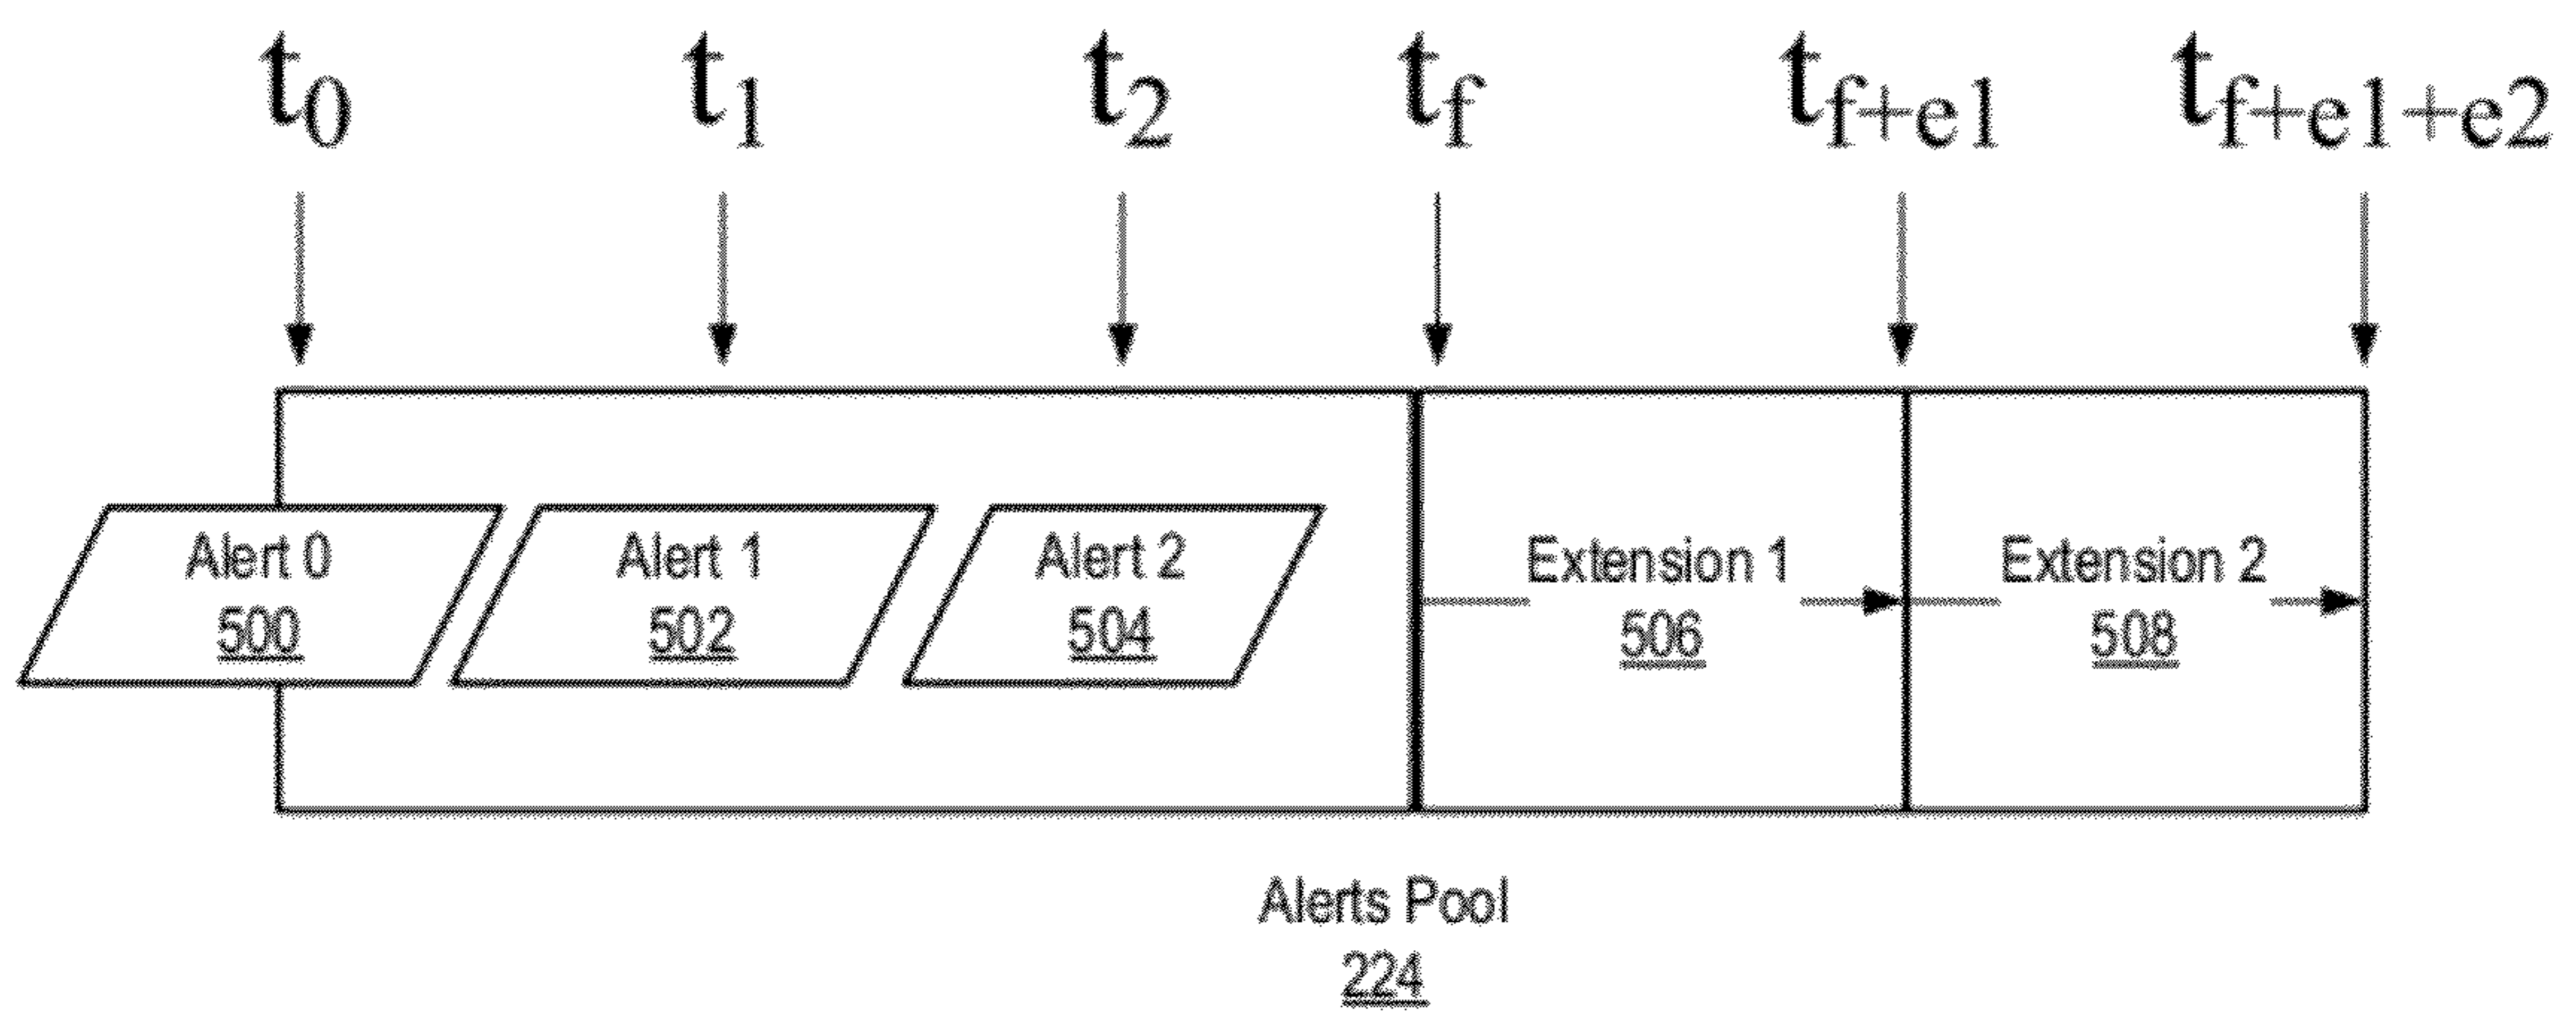 t0 t1 t2 tf tf+e1 tf+e1+e2
Alert 0
500
Alert 1
502
Alert 2
504
Extension 1
506
Extension 2
508
Alerts Pool
224